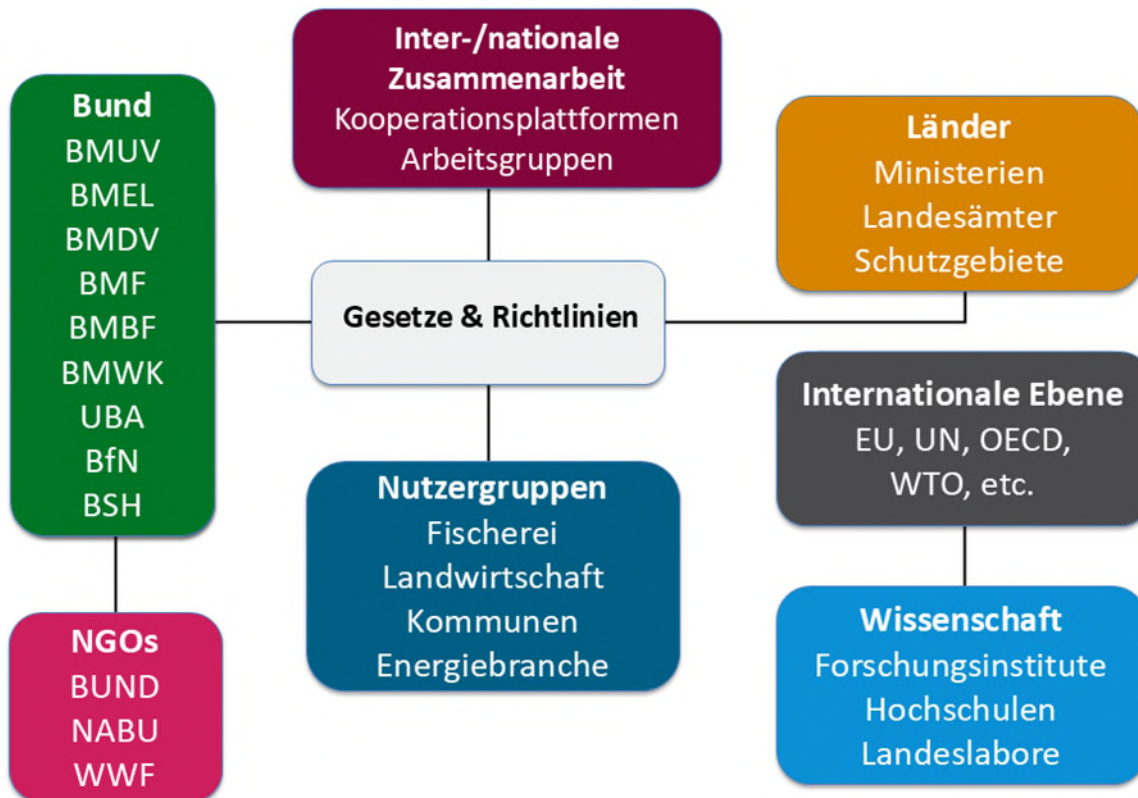 Inter-/nationale
Zusammenarbeit
Kooperationsplattformen
Arbeitsgruppen
Bund
BMUV
BMEL
BMDV
BMF
BMBF
BMWK
UBA
BfN
BSH
Länder
Ministerien
Landesämter
Schutzgebiete
Gesetze & Richtlinien
Internationale Ebene
EU, UN, OECD,
WTO, etc.
Nutzergruppen
Fischerei
Landwirtschaft
Kommunen
Energiebranche
NGOs
BUND
NABU
WWF
Wissenschaft
Forschungsinstitute
Hochschulen
Landeslabore